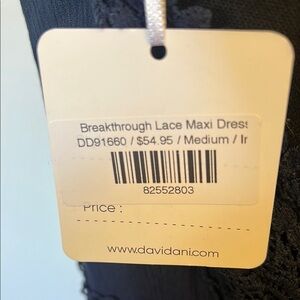 Breakthrough Lace Maxi Dress
DD91660 / $54.95 / Medium / Ir
82552803
Price :
www.davidani.com